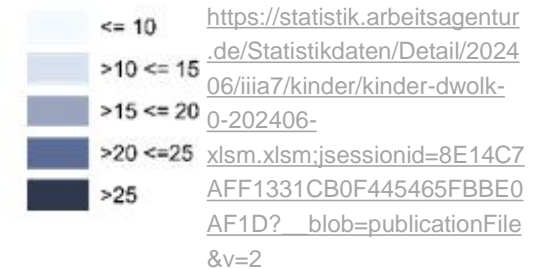 <= 10
>10 <= 15
>15 <= 20
>20 <=25
>25
https://statistik.arbeitsagentur
.de/Statistikdaten/Detail/2024
06/iiia7/kinder/kinder-dwolk-
0-202406-
xlsm.xlsm;jsessionid=8E14C7
AFF1331CB0F445465FBBE0
AF1D?__blob=publicationFile
&v=2